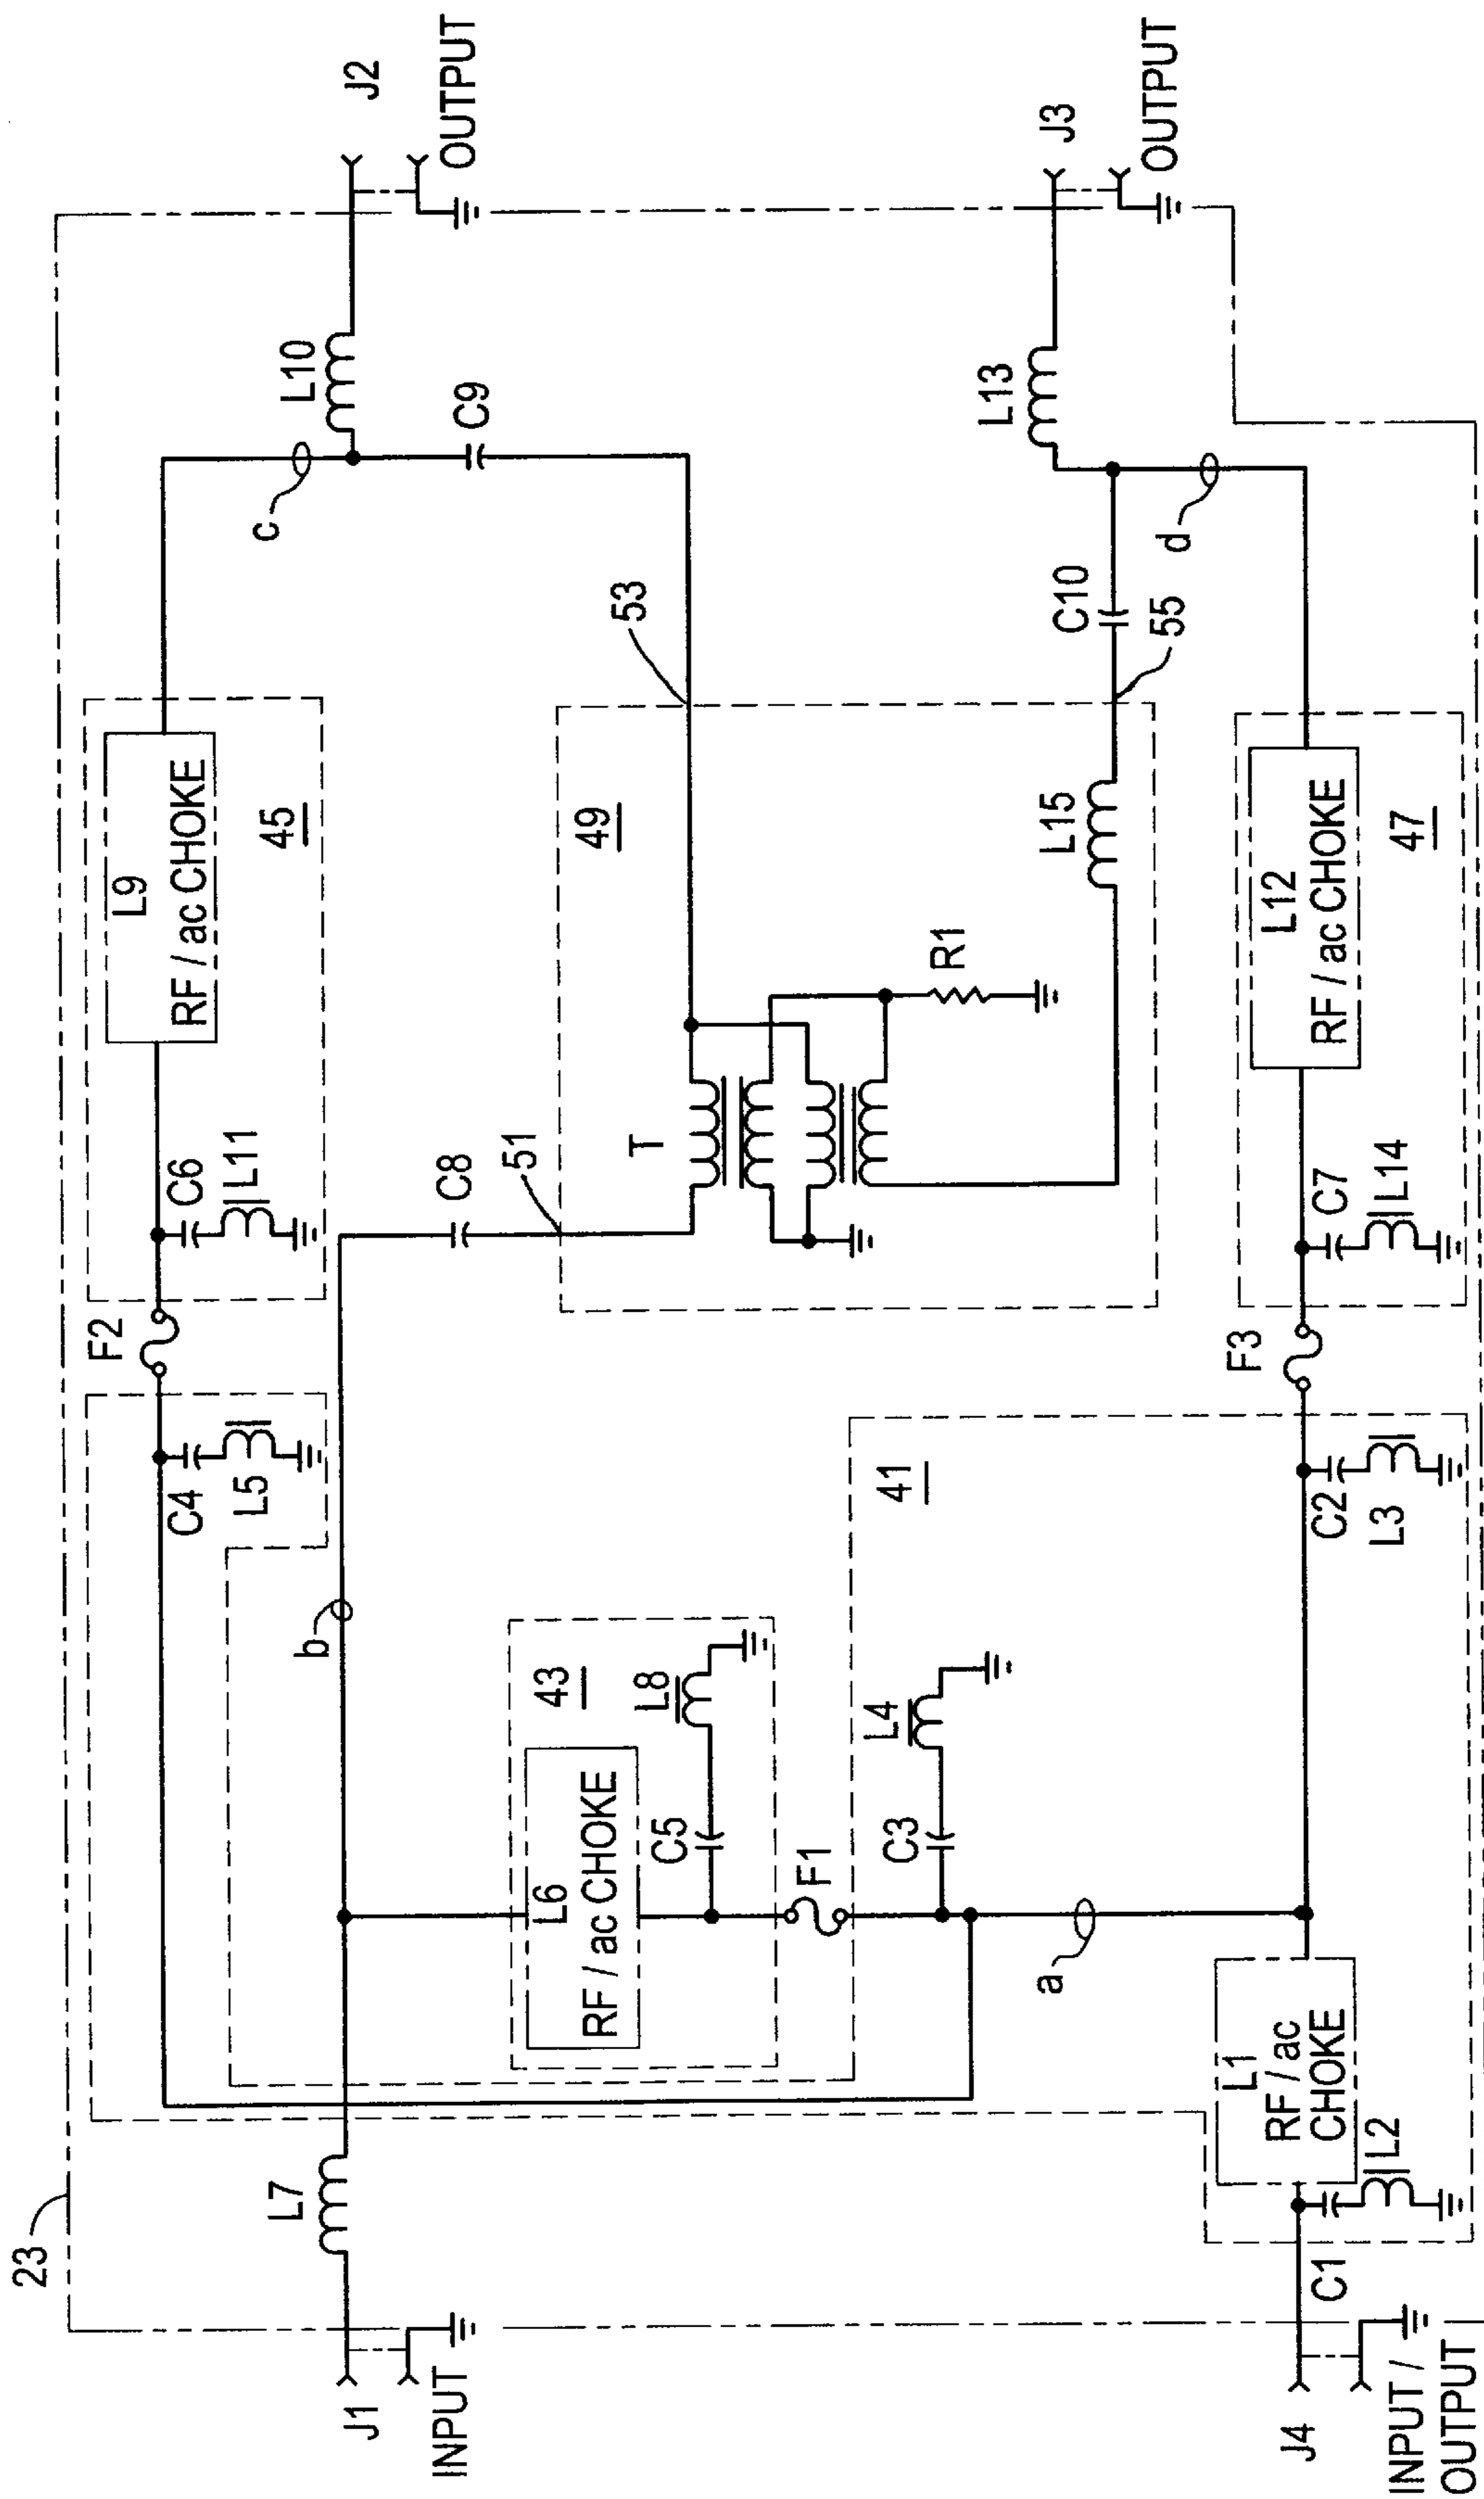 23
J1
INPUT
L7
b
L6
RF / ac CHOKE
43
C5
L8
F1
C3
L4
41
a
J4
INPUT /
OUTPUT
C1
L2
L1
RF / ac
CHOKE
C2
L3
F3
C4
L5
F2
C6
L11
L9
RF / ac CHOKE
45
C8
51
T
49
R1
L15
53
55
C10
C7
L14
L12
RF / ac CHOKE
47
c
L10
C9
L13
d
J2
OUTPUT
J3
OUTPUT